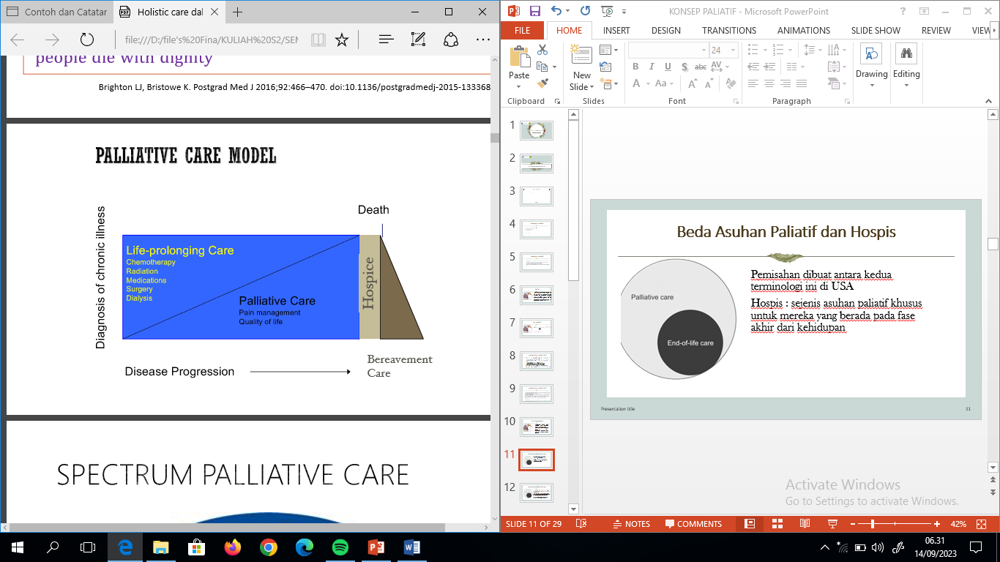 Contoh dan Catatar
Holistic care dal
file:///D:/file's%20Fina/KULIAH%20S2/SEM
people die with dignity
Brighton LJ, Bristowe K. Postgrad Med J 2016;92:466–470. doi:10.1136/postgradmedj-2015-133368
PALLIATIVE CARE MODEL
Death
Diagnosis of chronic illness
Life-prolonging Care
Chemotherapy
Radiation
Medications
Surgery
Dialysis
Palliative Care
Pain management
Quality of life
Hospice
Disease Progression
Bereavement
Care
SPECTRUM PALLIATIVE CARE
KONSEP PALIATIF - Microsoft PowerPoint
FILE HOME INSERT DESIGN TRANSITIONS ANIMATIONS SLIDE SHOW REVIEW VIEW
Paste
New
Slide
24
B I U S abc AV
A Aa A A
Drawing
Editing
Clipboard Slides Font Paragraph
1
2
3
4
5
6
7
8
9
10
11
12
Beda Asuhan Paliatif dan Hospis
Palliative care
End-of-life care
Pemisahan dibuat antara kedua
terminologi ini di USA
Hospis : sejenis asuhan paliatif khusus
untuk mereka yang berada pada fase
akhir dari kehidupan
Presentation title
11
Activate Windows
Go to Settings to activate Windows.
SLIDE 11 OF 29 NOTES COMMENTS 42%
06.31
14/09/2023